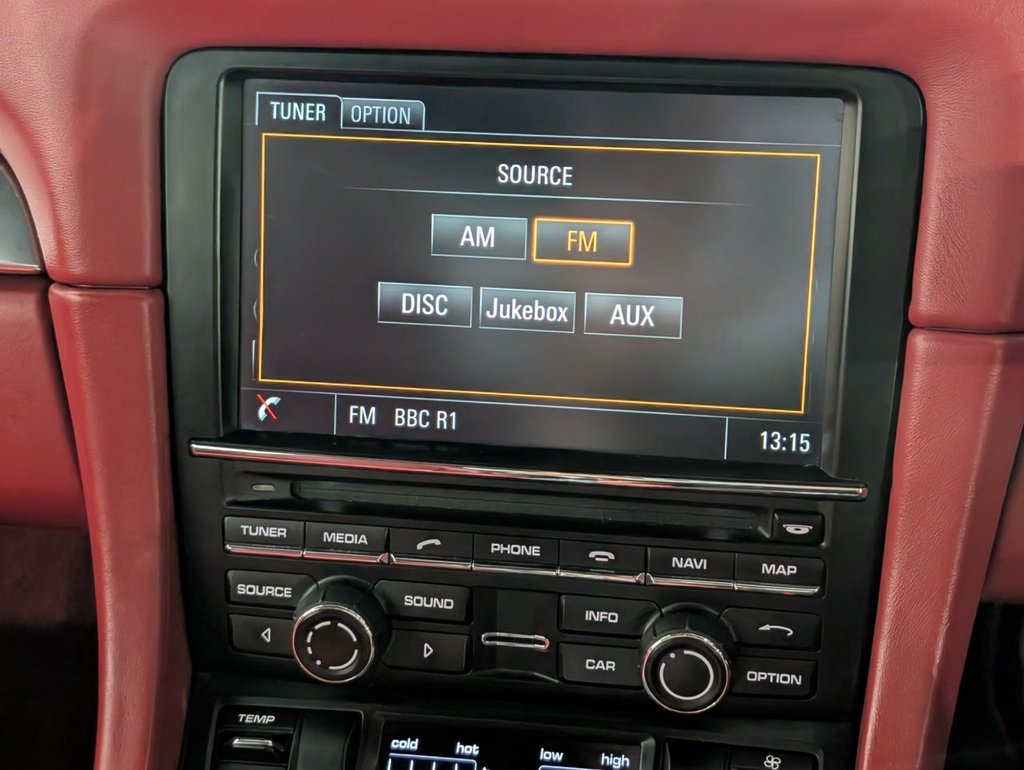 TUNER OPTION
SOURCE
AM FM
DISC Jukebox AUX
FM BBC R1 13:15
TUNER MEDIA PHONE NAVI MAP
SOURCE SOUND INFO
CAR OPTION
TEMP
cold hot low high